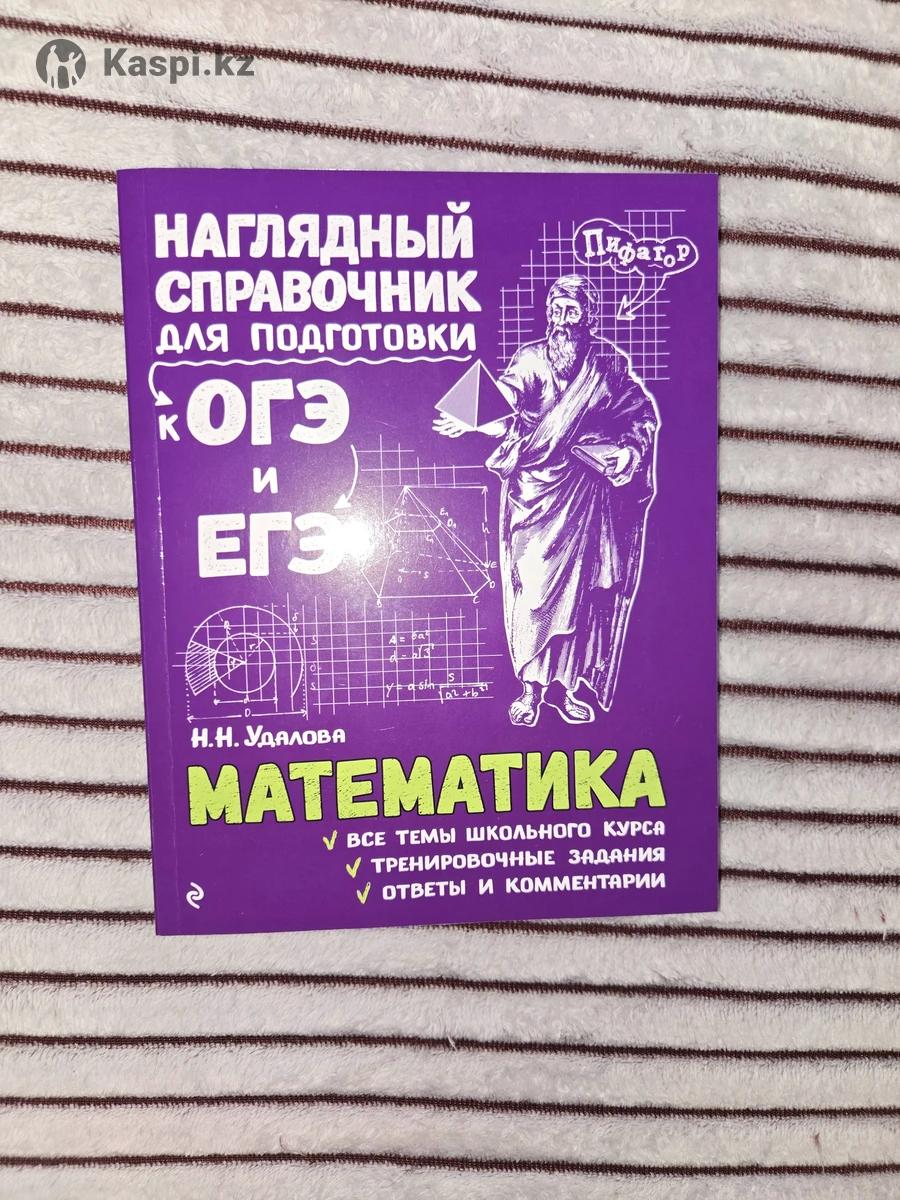 Kaspi.kz
НАГЛЯДНЫЙ
СПРАВОЧНИК
ДЛЯ ПОДГОТОВКИ
К ОГЭ
И
ЕГЭ
Пифагор
Н.Н. УДАЛОВА
МАТЕМАТИКА
ВСЕ ТЕМЫ ШКОЛЬНОГО КУРСА
ТРЕНИРОВОЧНЫЕ ЗАДАНИЯ
ОТВЕТЫ И КОММЕНТАРИИ